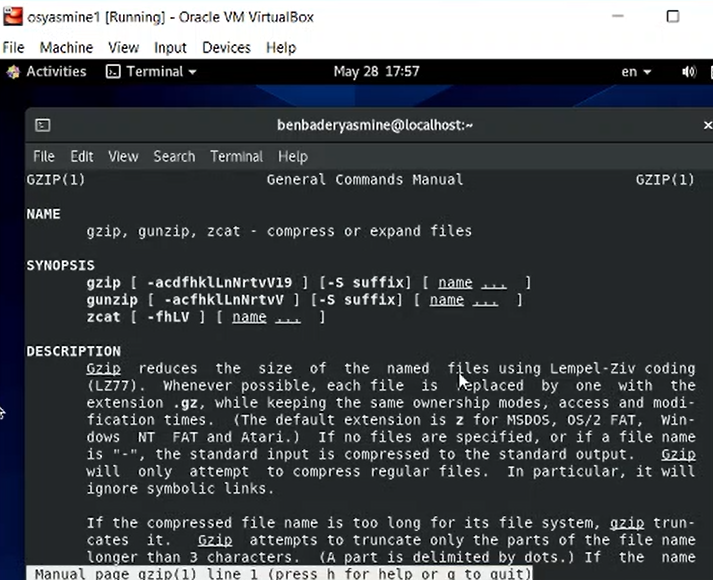 osyasmine1 [Running] - Oracle VM VirtualBox
File Machine View Input Devices Help
Activities Terminal May 28 17:57 en
benbaderyasmine@localhost:~
File Edit View Search Terminal Help
GZIP(1) General Commands Manual GZIP(1)
NAME
gzip, gunzip, zcat - compress or expand files
SYNOPSIS
gzip [ -acdfhklLnNrtvV19 ] [-S suffix] [ name ... ]
gunzip [ -acfhklLnNrtvV ] [-S suffix] [ name ... ]
zcat [ -fhLV ] [ name ... ]
DESCRIPTION
Gzip reduces the size of the named files using Lempel-Ziv coding
(LZ77). Whenever possible, each file is replaced by one with the
extension .gz, while keeping the same ownership modes, access and modi-
fication times. (The default extension is z for MSDOS, OS/2 FAT, Win-
dows NT FAT and Atari.) If no files are specified, or if a file name
is "-", the standard input is compressed to the standard output. Gzip
will only attempt to compress regular files. In particular, it will
ignore symbolic links.
If the compressed file name is too long for its file system, gzip trun-
cates it. Gzip attempts to truncate only the parts of the file name
longer than 3 characters. (A part is delimited by dots.) If the name
Manual page gzip(1) line 1 (press h for help or q to quit)